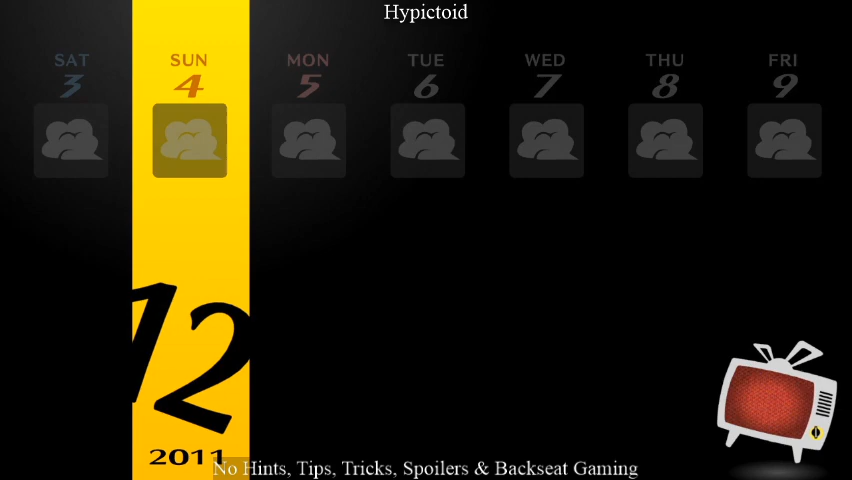 Hypictoid
SAT SUN MON TUE WED THU FRI
3 4 5 6 7 8 9
12
2011
No Hints, Tips, Tricks, Spoilers & Backseat Gaming